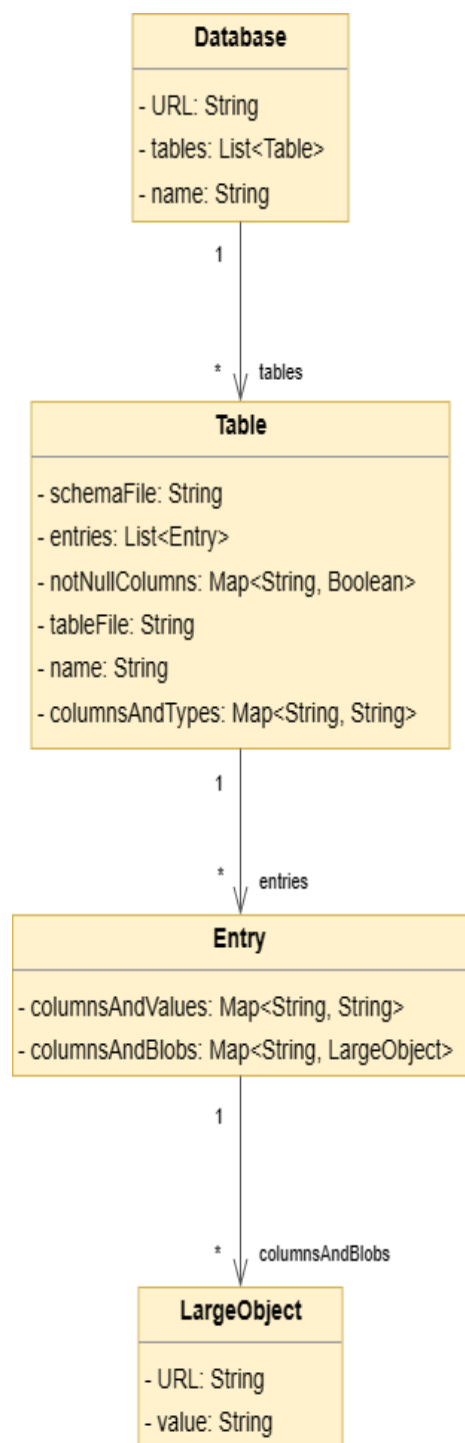 Database
- URL: String
- tables: List<Table>
- name: String
1
* tables
Table
- schemaFile: String
- entries: List<Entry>
- notNullColumns: Map<String, Boolean>
- tableFile: String
- name: String
- columnsAndTypes: Map<String, String>
1
* entries
Entry
- columnsAndValues: Map<String, String>
- columnsAndBlobs: Map<String, LargeObject>
1
* columnsAndBlobs
LargeObject
- URL: String
- value: String